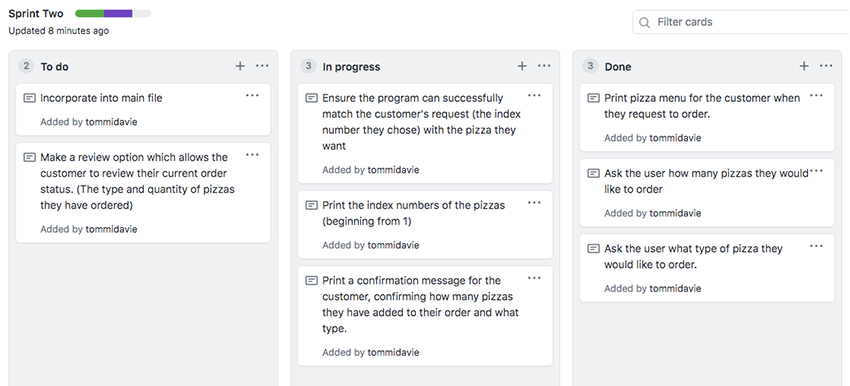 Sprint Two
Updated 8 minutes ago
Filter cards
2 To do
Incorporate into main file
Added by tommidavie
Make a review option which allows the
customer to review their current order
status. (The type and quantity of pizzas
they have ordered)
Added by tommidavie
3 In progress
Ensure the program can successfully
match the customer's request (the index
number they chose) with the pizza they
want
Added by tommidavie
Print the index numbers of the pizzas
(beginning from 1)
Added by tommidavie
Print a confirmation message for the
customer, confirming how many pizzas
they have added to their order and what
type.
Added by tommidavie
3 Done
Print pizza menu for the customer when
they request to order.
Added by tommidavie
Ask the user how many pizzas they would
like to order
Added by tommidavie
Ask the user what type of pizza they
would like to order.
Added by tommidavie